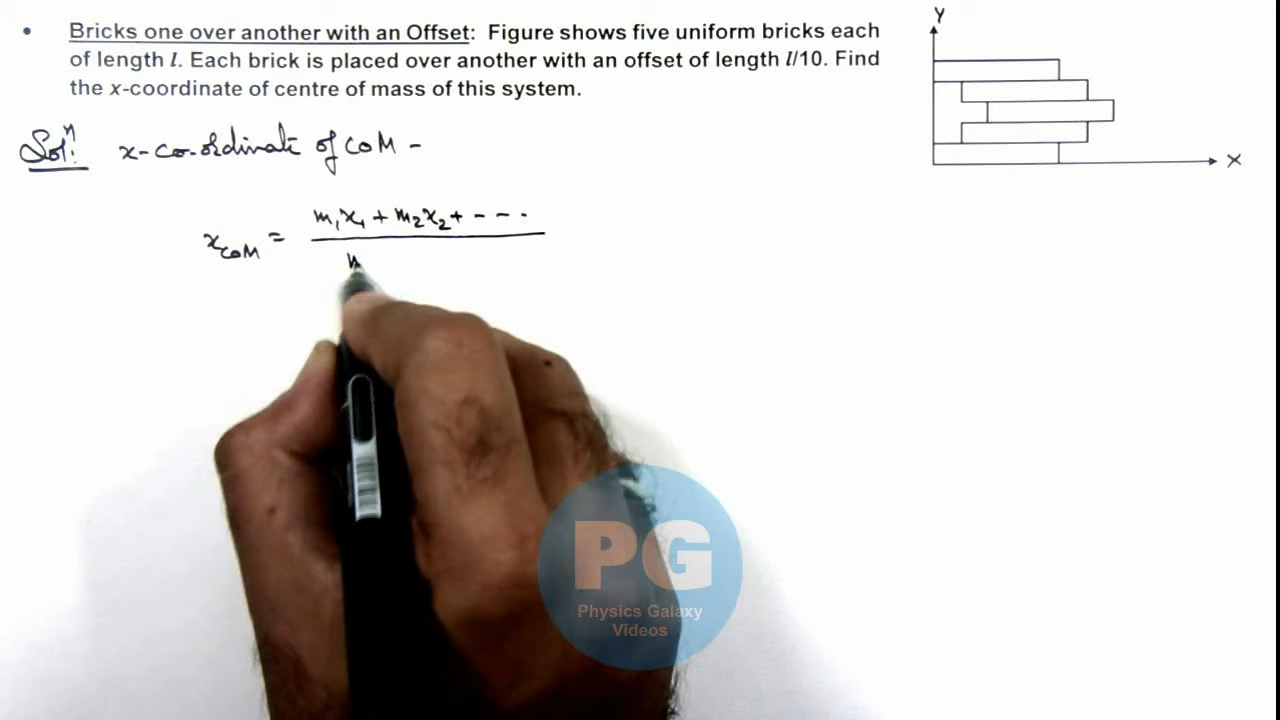 • Bricks one over another with an Offset: Figure shows five uniform bricks each
of length l. Each brick is placed over another with an offset of length l/10. Find
the x-coordinate of centre of mass of this system.
Y
X
Solⁿ: x-co-ordinate of COM -
x_COM = m₁x₁ + m₂x₂ + - - - .
PG
Physics Galaxy
Videos